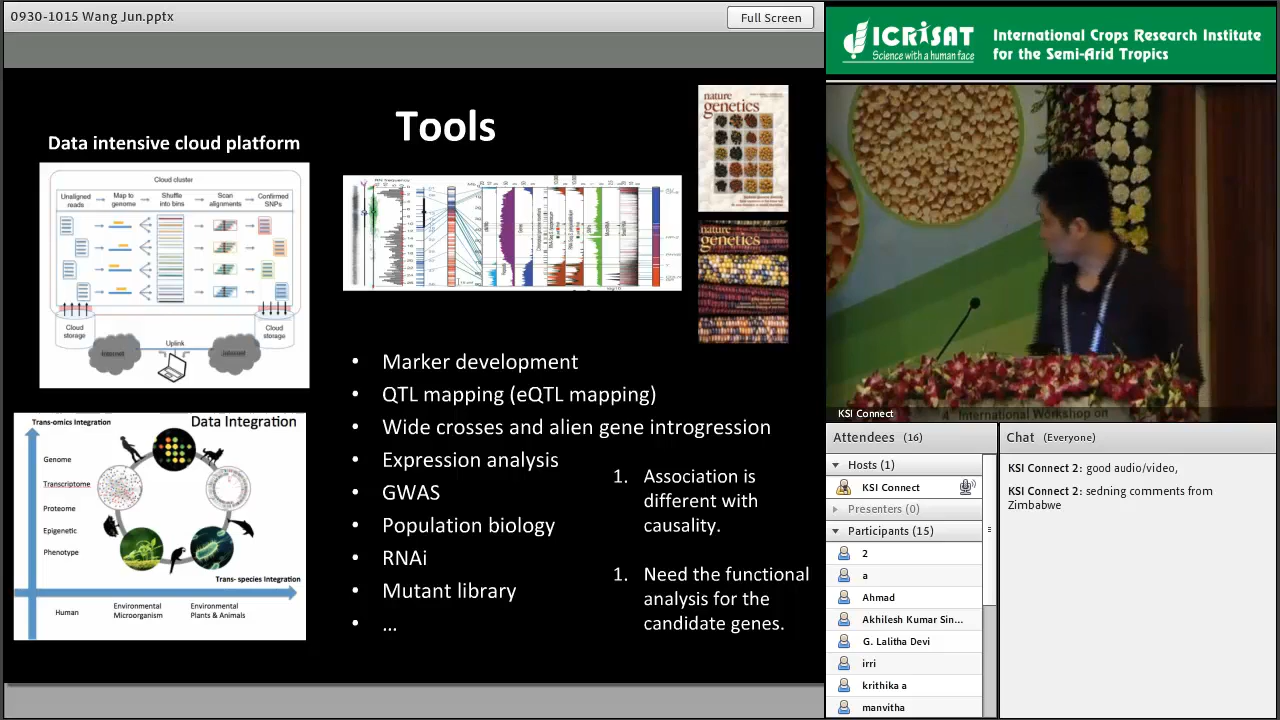 0930-1015 Wang Jun.pptx
Full Screen
Tools
Data intensive cloud platform
Cloud cluster
Unaligned reads
Map to genome
Shuffle into bins
Scan alignments
Confirmed SNPs
Cloud storage
Cloud storage
Internet
Uplink
Internet
nature
genetics
nature
genetics
Data Integration
Trans-omics Integration
Genome
Transcriptome
Proteome
Epigenetic
Phenotype
Trans- species Integration
Human
Environmental
Microorganism
Environmental
Plants & Animals
• Marker development
• QTL mapping (eQTL mapping)
• Wide crosses and alien gene introgression
• Expression analysis
• GWAS
• Population biology
• RNAi
• Mutant library
• ...
1. Association is
different with
causality.
1. Need the functional
analysis for the
candidate genes.
ICRISAT
Science with a human face
International Crops Research Institute
for the Semi-Arid Tropics
KSI Connect
International Workshop on
Attendees (16)
Hosts (1)
KSI Connect
Presenters (0)
Participants (15)
2
a
Ahmad
Akhilesh Kumar Sin...
G. Lalitha Devi
irri
krithika a
manvitha
Chat (Everyone)
KSI Connect 2: good audio/video,
KSI Connect 2: sedning comments from
Zimbabwe